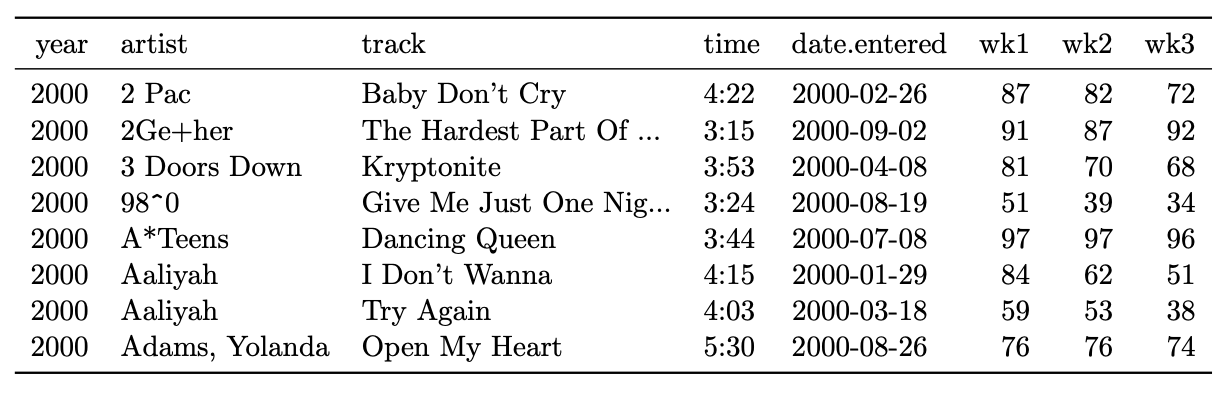 year artist track time date.entered wk1 wk2 wk3
2000 2 Pac Baby Don't Cry 4:22 2000-02-26 87 82 72
2000 2Ge+her The Hardest Part Of ... 3:15 2000-09-02 91 87 92
2000 3 Doors Down Kryptonite 3:53 2000-04-08 81 70 68
2000 98^0 Give Me Just One Nig... 3:24 2000-08-19 51 39 34
2000 A*Teens Dancing Queen 3:44 2000-07-08 97 97 96
2000 Aaliyah I Don't Wanna 4:15 2000-01-29 84 62 51
2000 Aaliyah Try Again 4:03 2000-03-18 59 53 38
2000 Adams, Yolanda Open My Heart 5:30 2000-08-26 76 76 74